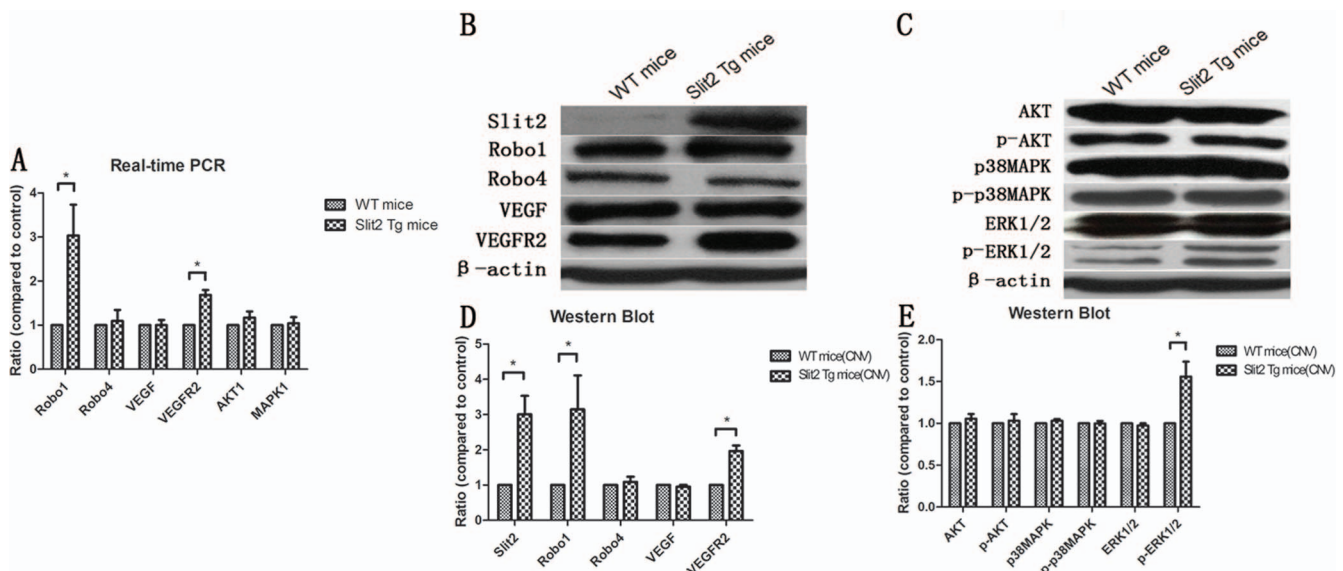 A
Real-time PCR
Ratio (compared to control)
4
3
2
1
0
*
*
Robo1
Robo4
VEGF
VEGFR2
AKT1
MAPK1
WT mice
Slit2 Tg mice
B
WT mice
Slit2 Tg mice
Slit2
Robo1
Robo4
VEGF
VEGFR2
β-actin
C
WT mice
Slit2 Tg mice
AKT
p-AKT
p38MAPK
p-p38MAPK
ERK1/2
p-ERK1/2
β-actin
D
Western Blot
Ratio (compared to control)
5
4
3
2
1
0
*
*
*
Slit2
Robo1
Robo4
VEGF
VEGFR2
WT mice(CNV)
Slit2 Tg mice(CNV)
E
Western Blot
Ratio (compared to control)
2.0
1.5
1.0
0.5
0.0
*
AKT
p-AKT
p38MAPK
p-p38MAPK
ERK1/2
p-ERK1/2
WT mice(CNV)
Slit2 Tg mice(CNV)